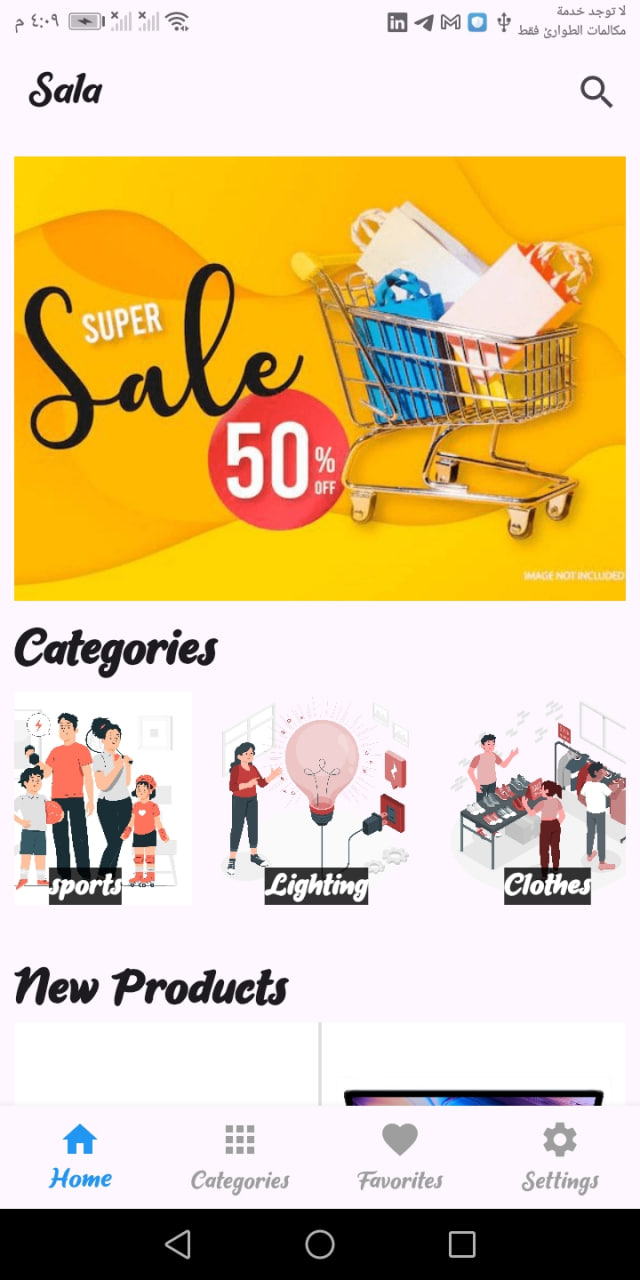 ٤:٠٩ م
لا توجد خدمة
مكالمات الطوارئ فقط
Sala
SUPER
Sale
50%
OFF
IMAGE NOT INCLUDED
Categories
sports
Lighting
Clothes
New Products
Home
Categories
Favorites
Settings